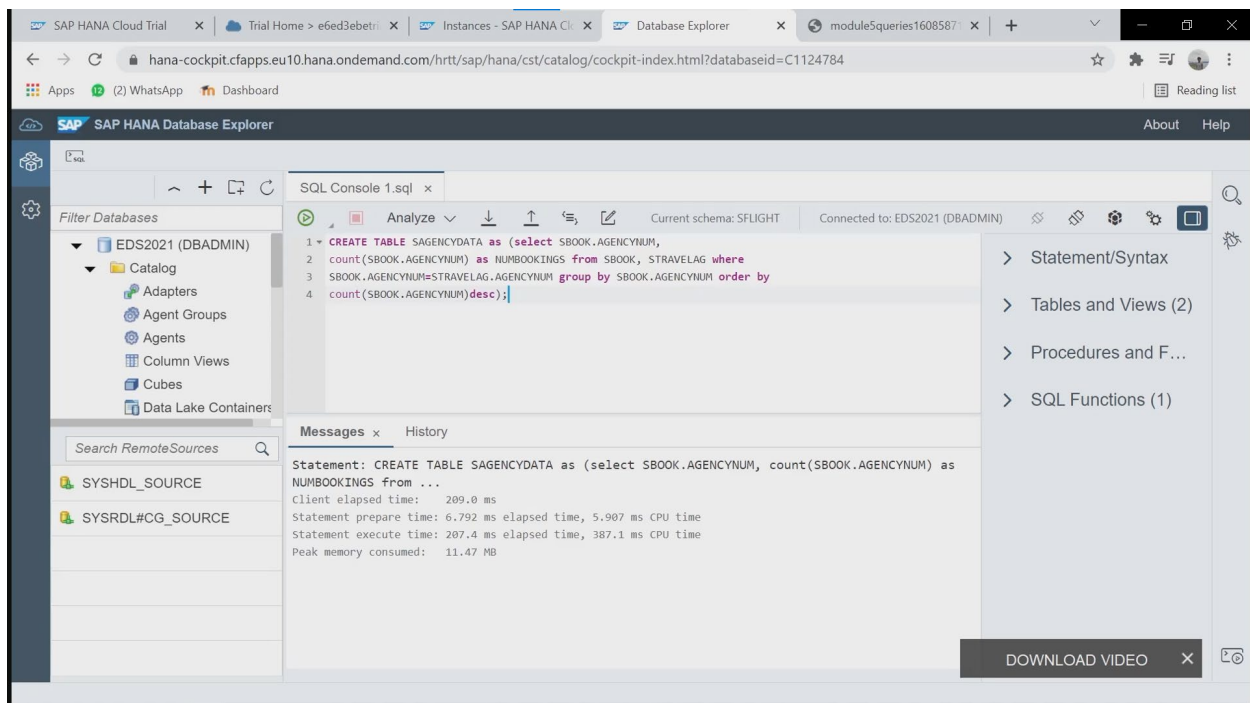 SAP HANA Cloud Trial
Trial Home > e6ed3ebetri
Instances - SAP HANA Cl
Database Explorer
module5queries16085871
hana-cockpit.cfapps.eu10.hana.ondemand.com/hrtt/sap/hana/cst/catalog/cockpit-index.html?databaseid=C1124784
Apps
(2) WhatsApp
Dashboard
Reading list
SAP SAP HANA Database Explorer
About Help
SQL Console 1.sql
Filter Databases
Analyze
Current schema: SFLIGHT
Connected to: EDS2021 (DBADMIN)
EDS2021 (DBADMIN)
Catalog
Adapters
Agent Groups
Agents
Column Views
Cubes
Data Lake Containers
Search RemoteSources
SYSHDL_SOURCE
SYSRDL#CG_SOURCE
1 CREATE TABLE SAGENCYDATA as (select SBOOK.AGENCYNUM,
2 count(SBOOK.AGENCYNUM) as NUMBOOKINGS from SBOOK, STRAVELAG where
3 SBOOK.AGENCYNUM=STRAVELAG.AGENCYNUM group by SBOOK.AGENCYNUM order by
4 count(SBOOK.AGENCYNUM)desc);
Messages
History
Statement: CREATE TABLE SAGENCYDATA as (select SBOOK.AGENCYNUM, count(SBOOK.AGENCYNUM) as
NUMBOOKINGS from ...
Client elapsed time: 209.0 ms
Statement prepare time: 6.792 ms elapsed time, 5.907 ms CPU time
Statement execute time: 207.4 ms elapsed time, 387.1 ms CPU time
Peak memory consumed: 11.47 MB
Statement/Syntax
Tables and Views (2)
Procedures and F...
SQL Functions (1)
DOWNLOAD VIDEO